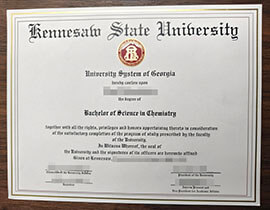 Kennesaw State University
University System of Georgia
hereby confers upon
the degree of
Bachelor of Science in Chemistry
together with all the rights, privileges and honors appertaining thereto in consideration
of the satisfactory completion of the program of study prescribed by the faculty
of the University.
In Witness Whereof, the seal of
the University and the signatures of its officers are hereunto affixed
Given at Kennesaw